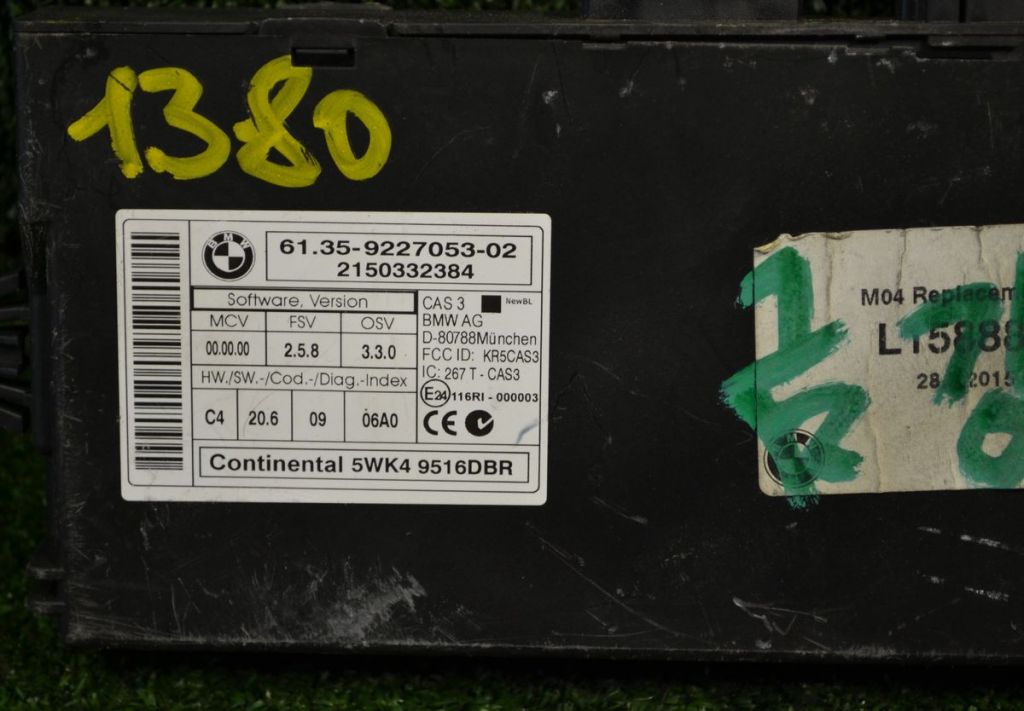 1380
BMW
61.35-9227053-02
2150332384
Software, Version
MCV FSV OSV
00.00.00 2.5.8 3.3.0
HW./SW.-/Cod.-/Diag.-Index
C4 20.6 09 06A0
CAS 3 NewBL
BMW AG
D-80788München
FCC ID: KR5CAS3
IC: 267 T - CAS3
E24 116RI - 000003
CE
Continental 5WK4 9516DBR
M04
28. 2015